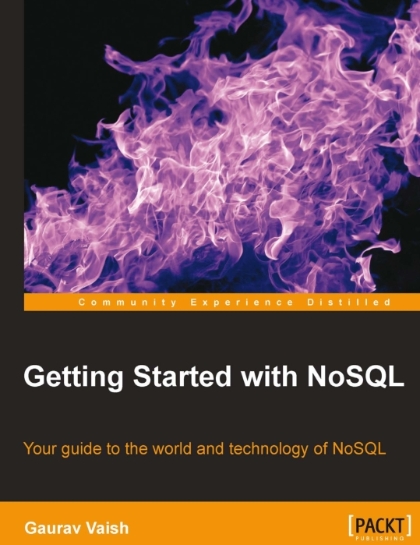 Community Experience Distilled
Getting Started with NoSQL
Your guide to the world and technology of NoSQL
Gaurav Vaish
[PACKT]
PUBLISHING